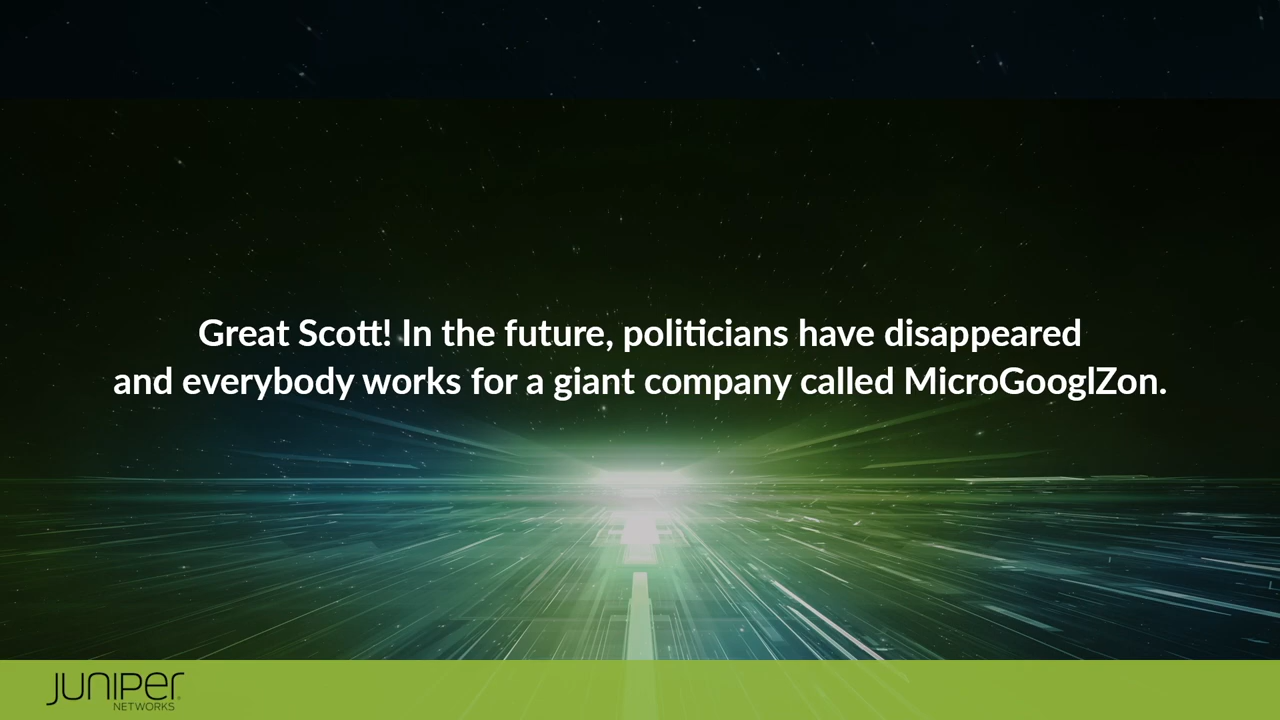 Great Scott! In the future, politicians have disappeared
and everybody works for a giant company called MicroGooglZon.
JUNIPER
NETWORKS